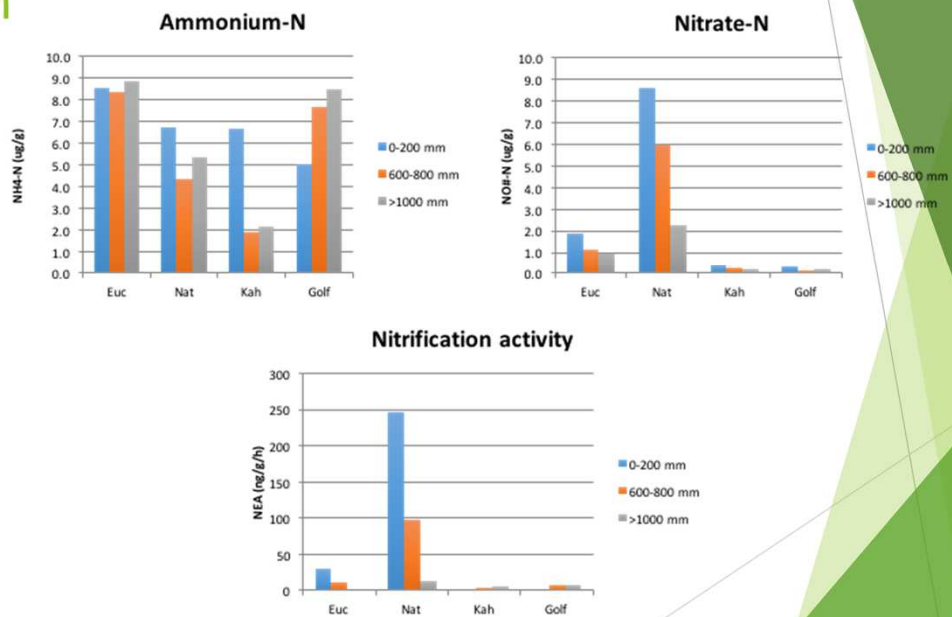 Ammonium-N
NH4-N (ug/g)
10.0
9.0
8.0
7.0
6.0
5.0
4.0
3.0
2.0
1.0
0.0
Euc Nat Kah Golf
0-200 mm
600-800 mm
>1000 mm
Nitrate-N
NO#-N (ug/g)
10.0
9.0
8.0
7.0
6.0
5.0
4.0
3.0
2.0
1.0
0.0
Euc Nat Kah Golf
0-200 mm
600-800 mm
>1000 mm
Nitrification activity
NEA (ng/g/h)
300
250
200
150
100
50
0
Euc Nat Kah Golf
0-200 mm
600-800 mm
>1000 mm